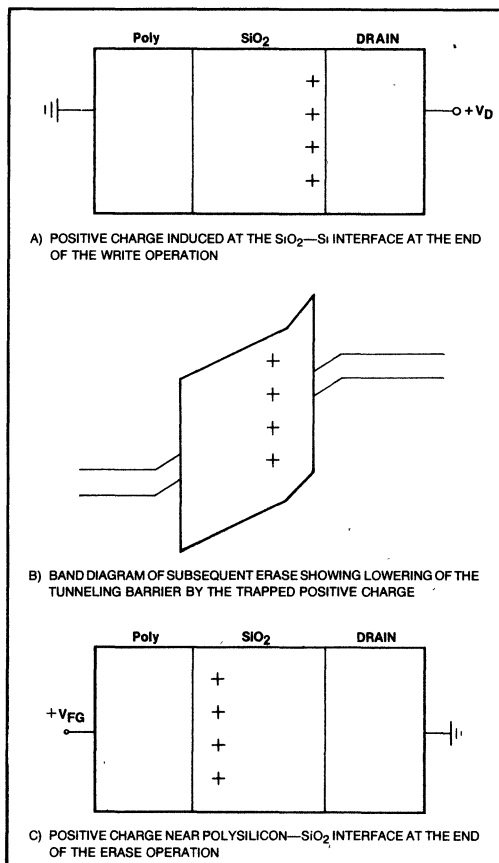 Poly SiO2 DRAIN
+ + + +
+VD
A) POSITIVE CHARGE INDUCED AT THE SiO2—Si INTERFACE AT THE END
OF THE WRITE OPERATION
+ + + +
B) BAND DIAGRAM OF SUBSEQUENT ERASE SHOWING LOWERING OF THE
TUNNELING BARRIER BY THE TRAPPED POSITIVE CHARGE
Poly SiO2 DRAIN
+VFG
+ + + +
C) POSITIVE CHARGE NEAR POLYSILICON—SiO2 INTERFACE AT THE END
OF THE ERASE OPERATION